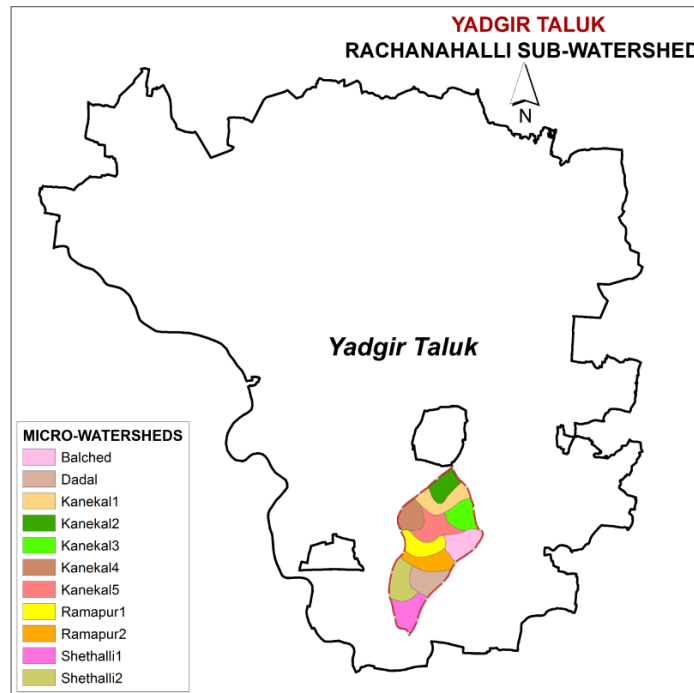 YADGIR TALUK
RACHANAHALLI SUB-WATERSHED
N
Yadgir Taluk
MICRO-WATERSHEDS
Balched
Dadal
Kanekal1
Kanekal2
Kanekal3
Kanekal4
Kanekal5
Ramapur1
Ramapur2
Shethalli1
Shethalli2